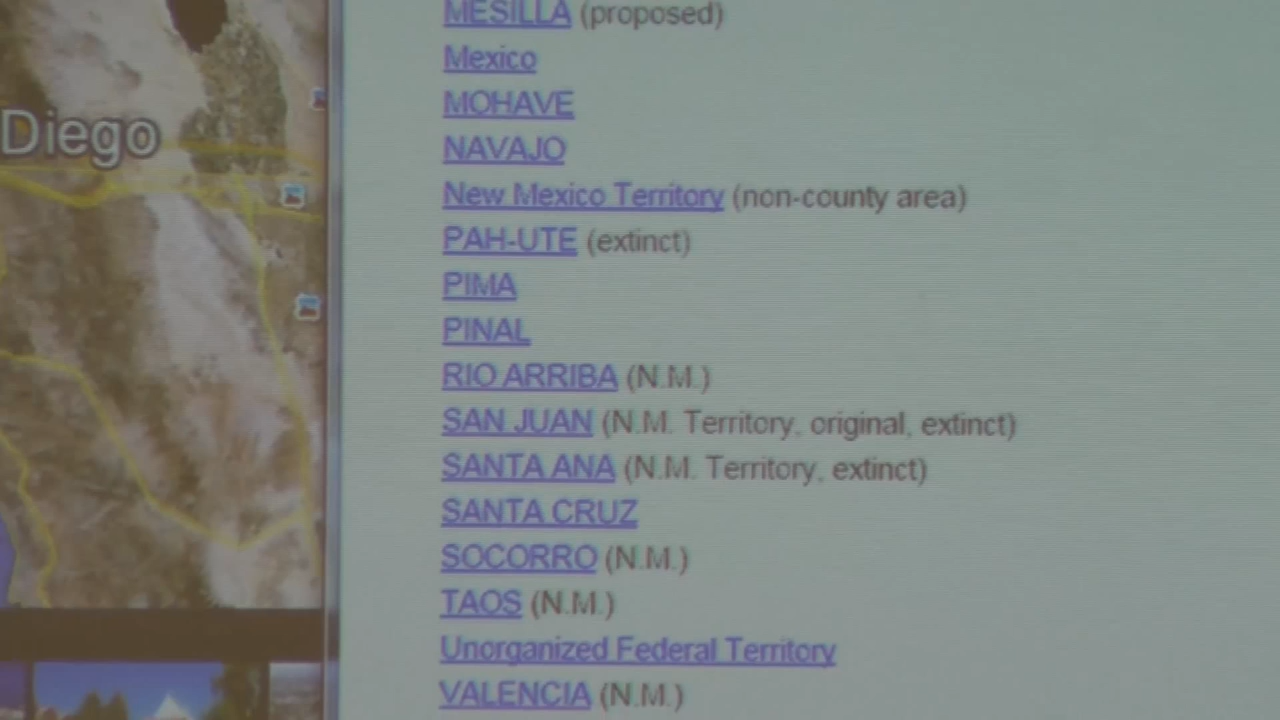 Diego
MESILLA (proposed)
Mexico
MOHAVE
NAVAJO
New Mexico Territory (non-county area)
PAH-UTE (extinct)
PIMA
PINAL
RIO ARRIBA (N.M.)
SAN JUAN (N.M. Territory, original, extinct)
SANTA ANA (N.M. Territory, extinct)
SANTA CRUZ
SOCORRO (N.M.)
TAOS (N.M.)
Unorganized Federal Territory
VALENCIA (N.M.)